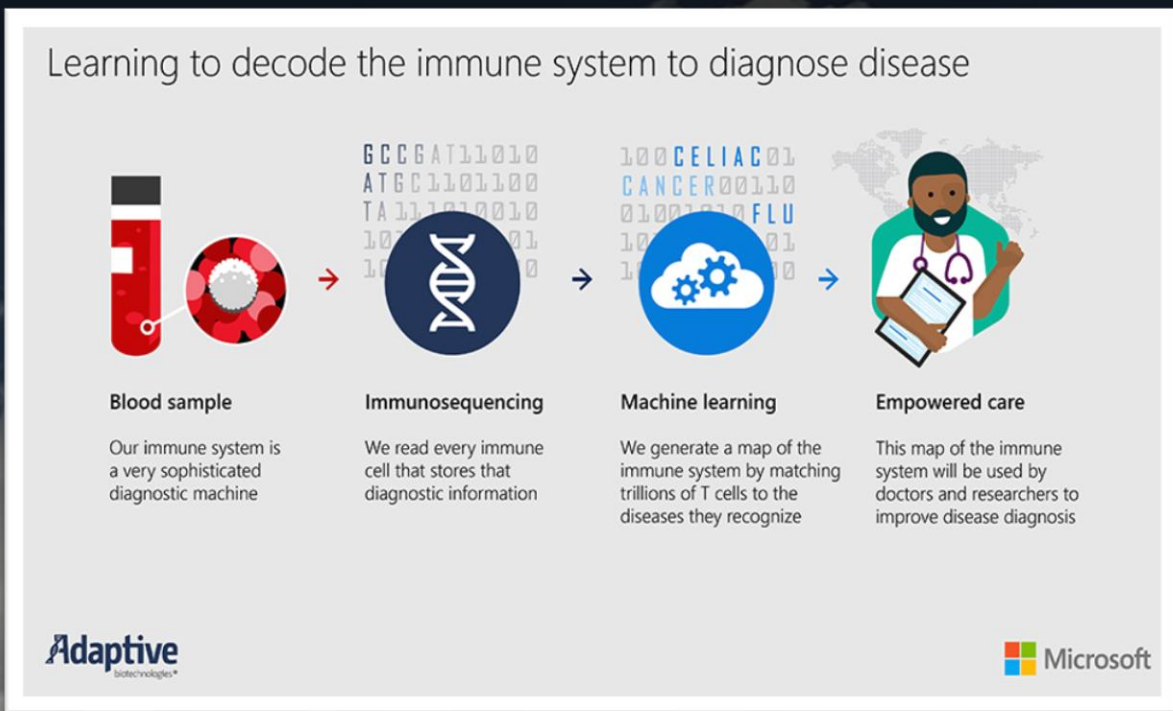 Learning to decode the immune system to diagnose disease
GCCGAT11010
ATGC1101100
TA111010010
100CELIAC01
CANCER00110
FLU
Blood sample
Our immune system is
a very sophisticated
diagnostic machine
Immunosequencing
We read every immune
cell that stores that
diagnostic information
Machine learning
We generate a map of the
immune system by matching
trillions of T cells to the
diseases they recognize
Empowered care
This map of the immune
system will be used by
doctors and researchers to
improve disease diagnosis
Adaptive
biotechnologies®
Microsoft